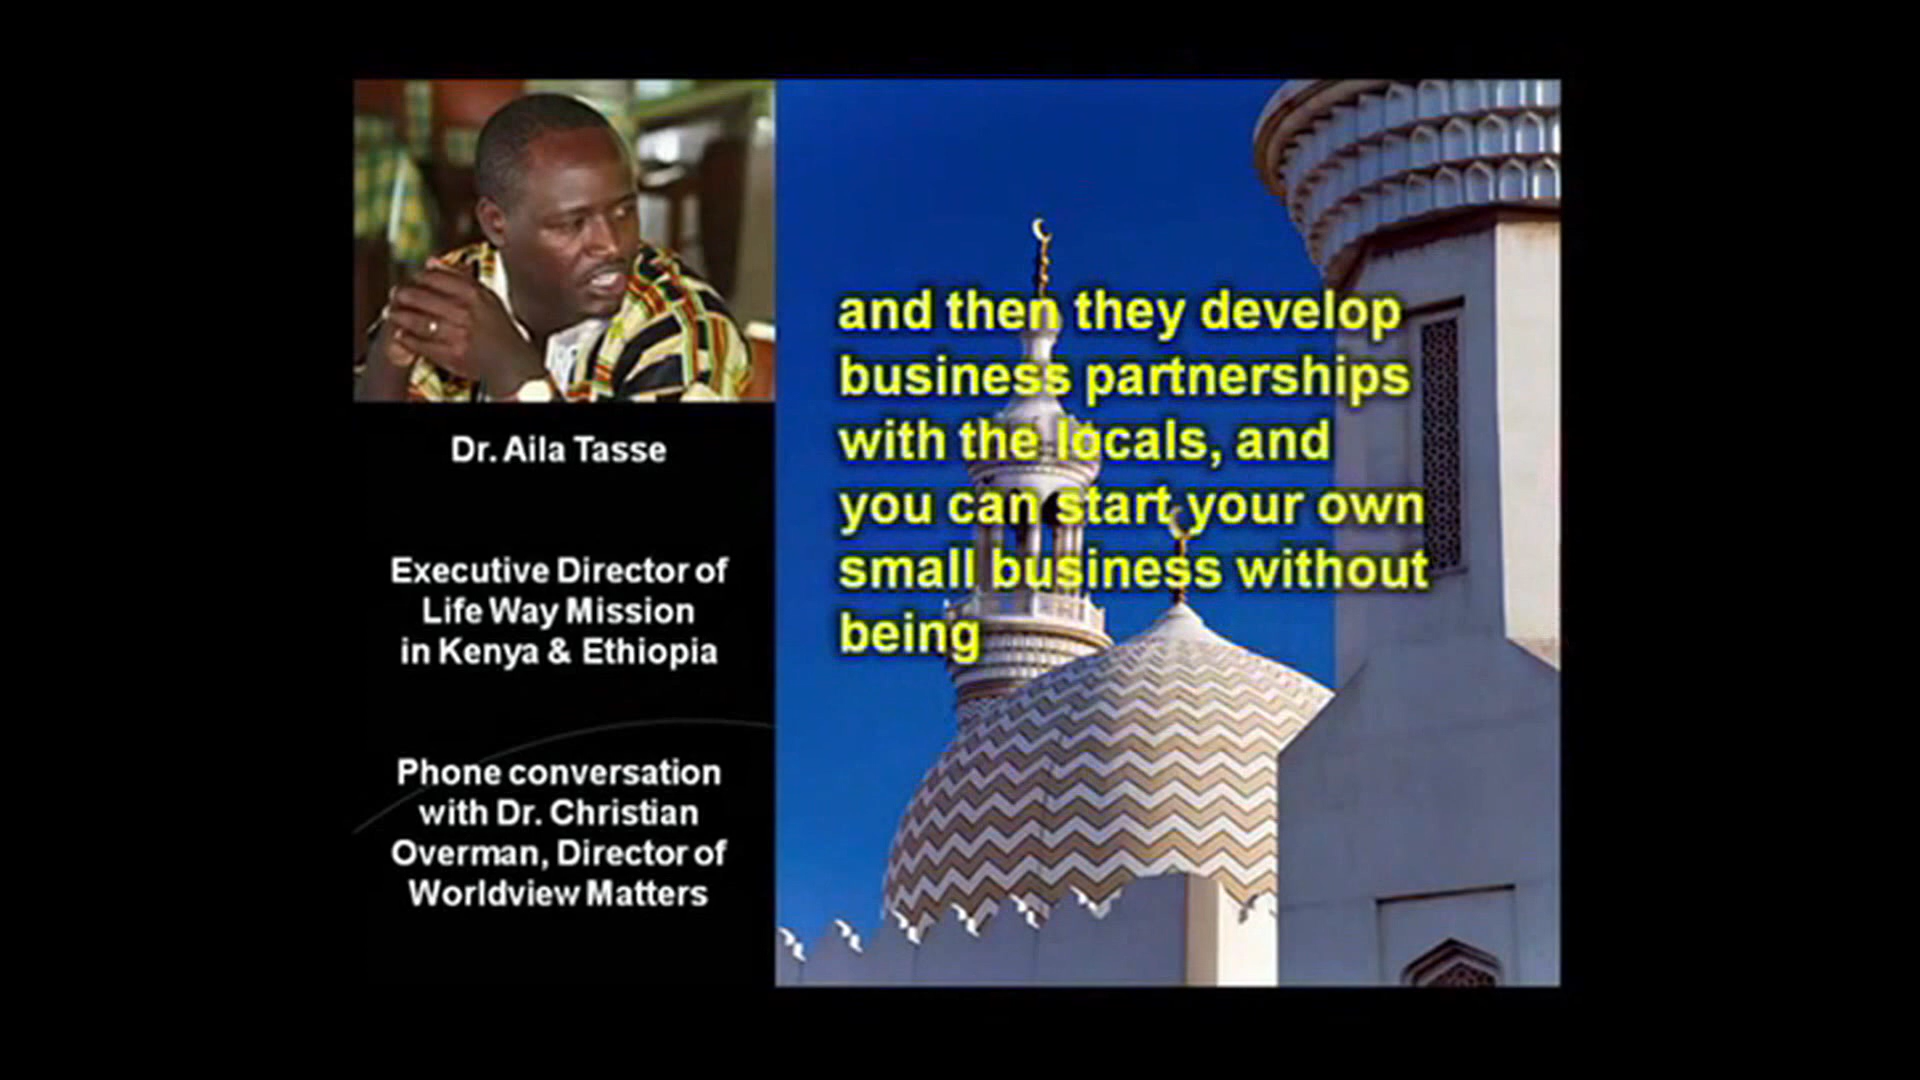 Dr. Aila Tasse
Executive Director of
Life Way Mission
in Kenya & Ethiopia
Phone conversation
with Dr. Christian
Overman, Director of
Worldview Matters
and then they develop
business partnerships
with the locals, and
you can start your own
small business without
being